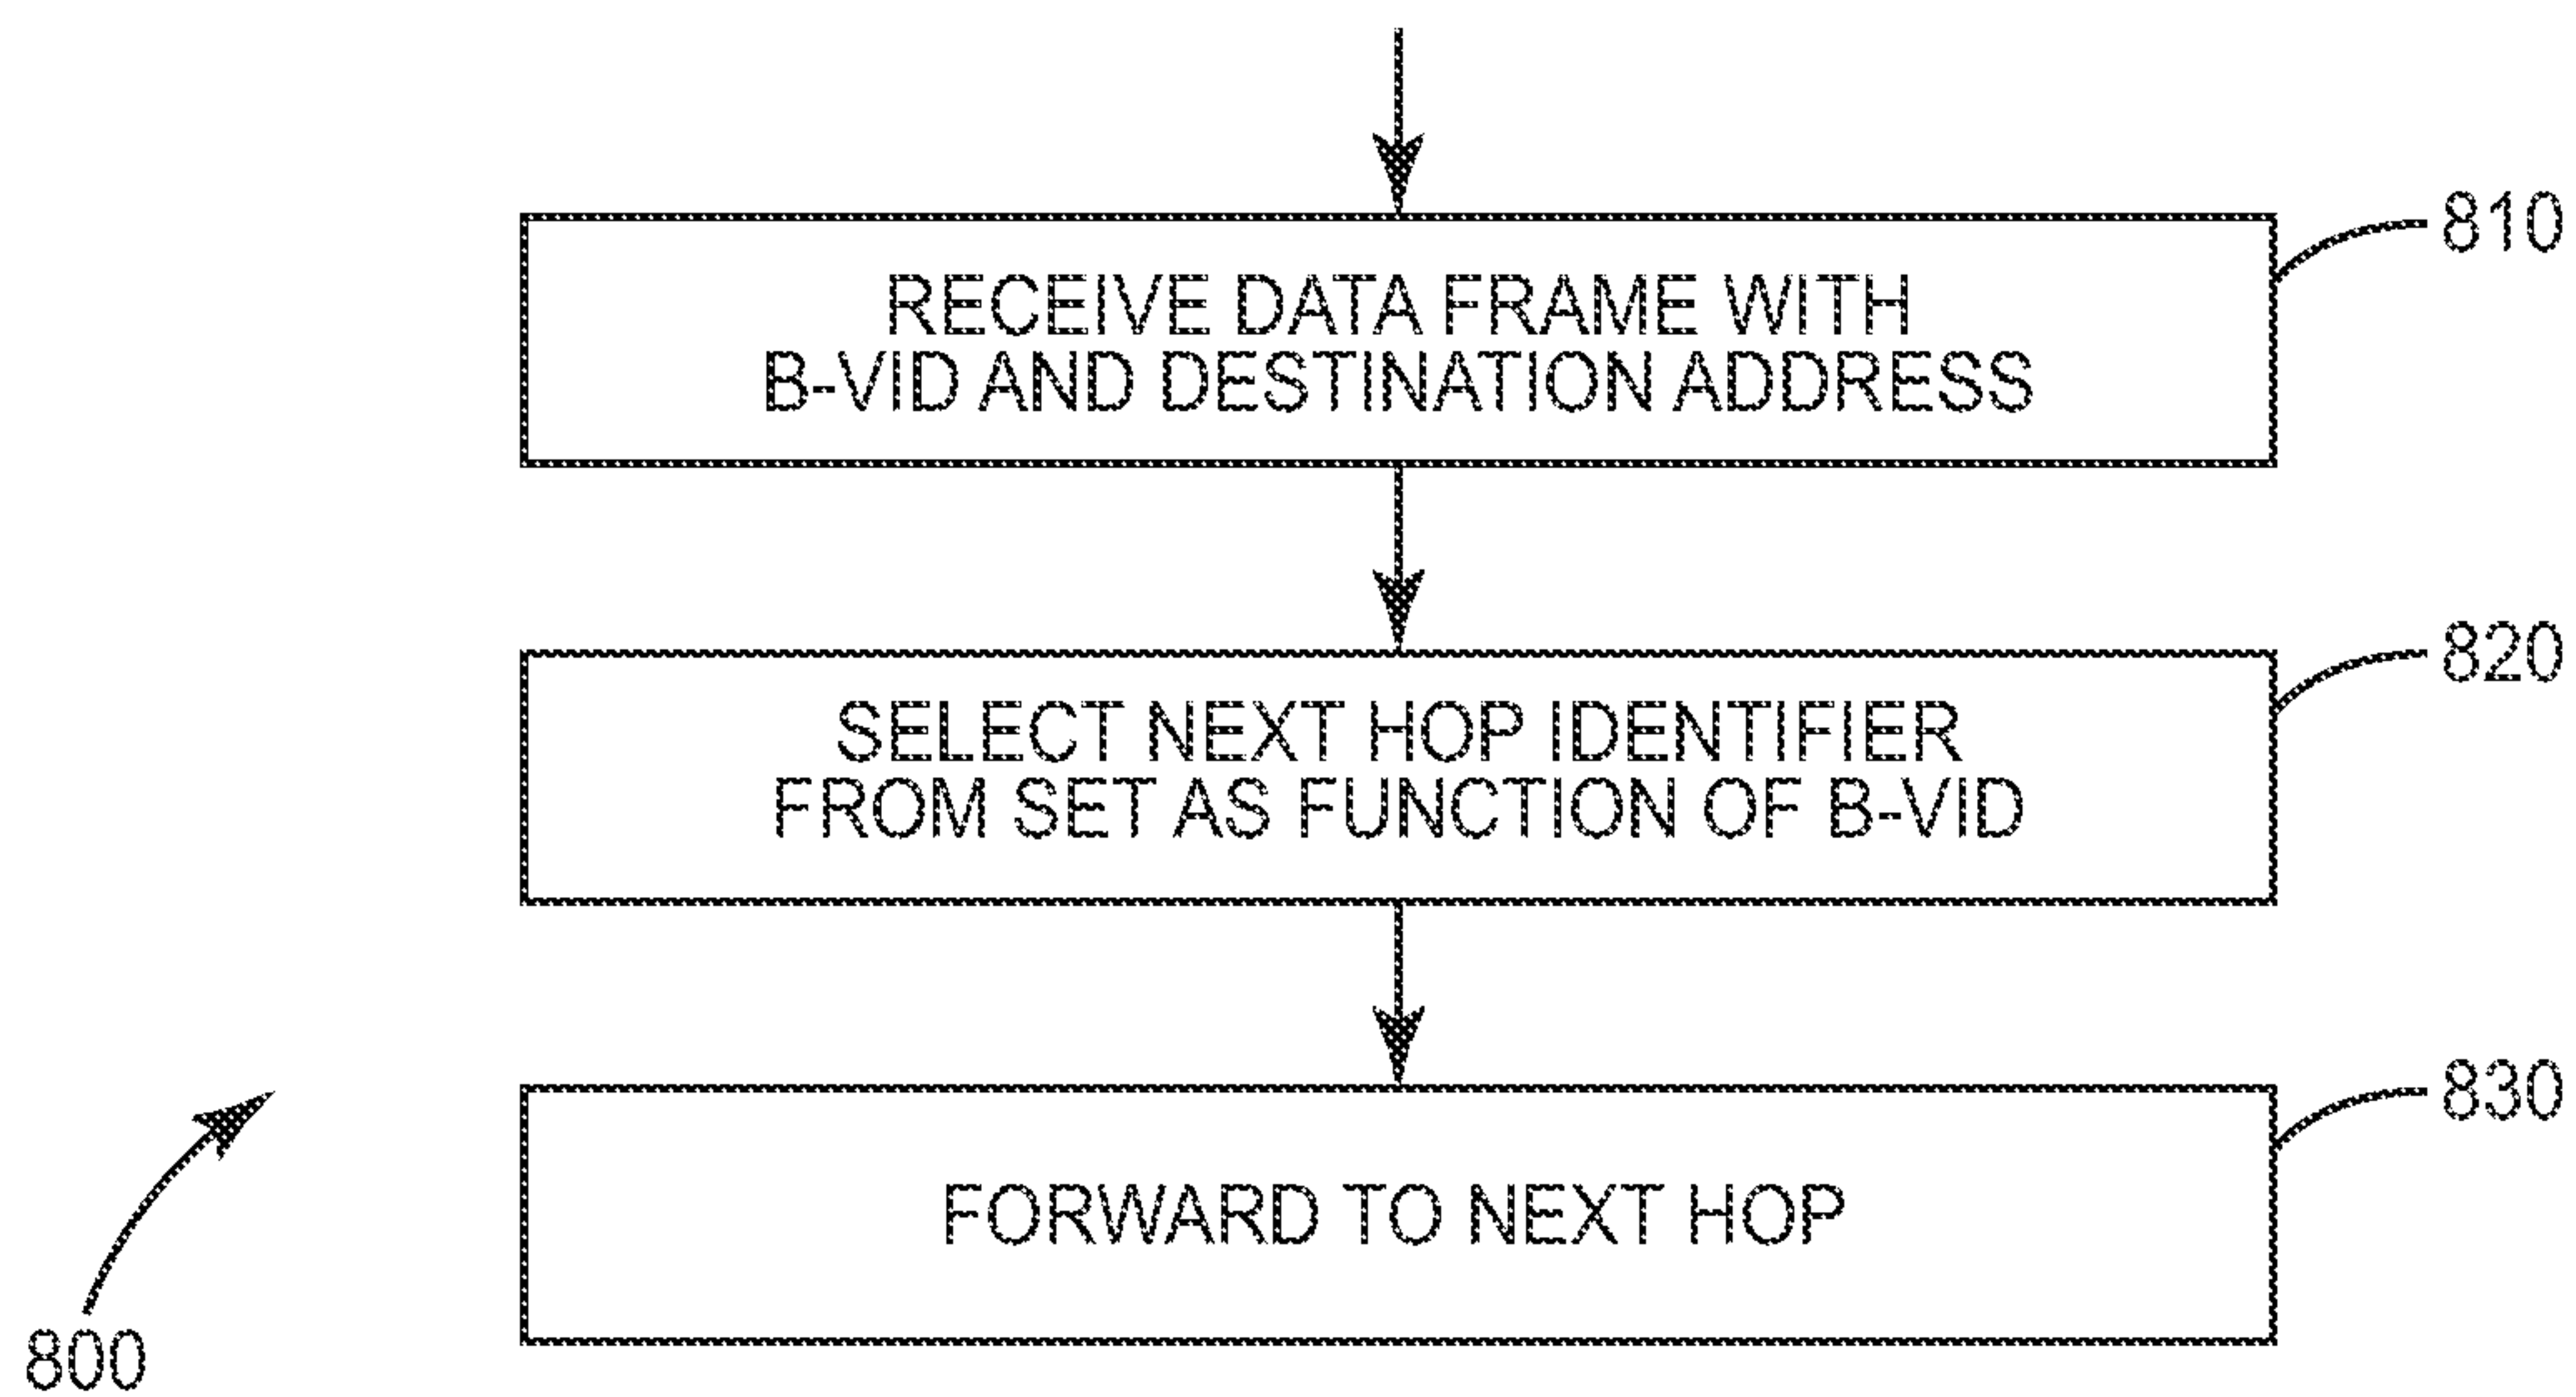 RECEIVE DATA FRAME WITH
B-VID AND DESTINATION ADDRESS
810
SELECT NEXT HOP IDENTIFIER
FROM SET AS FUNCTION OF B-VID
820
FORWARD TO NEXT HOP
830
800